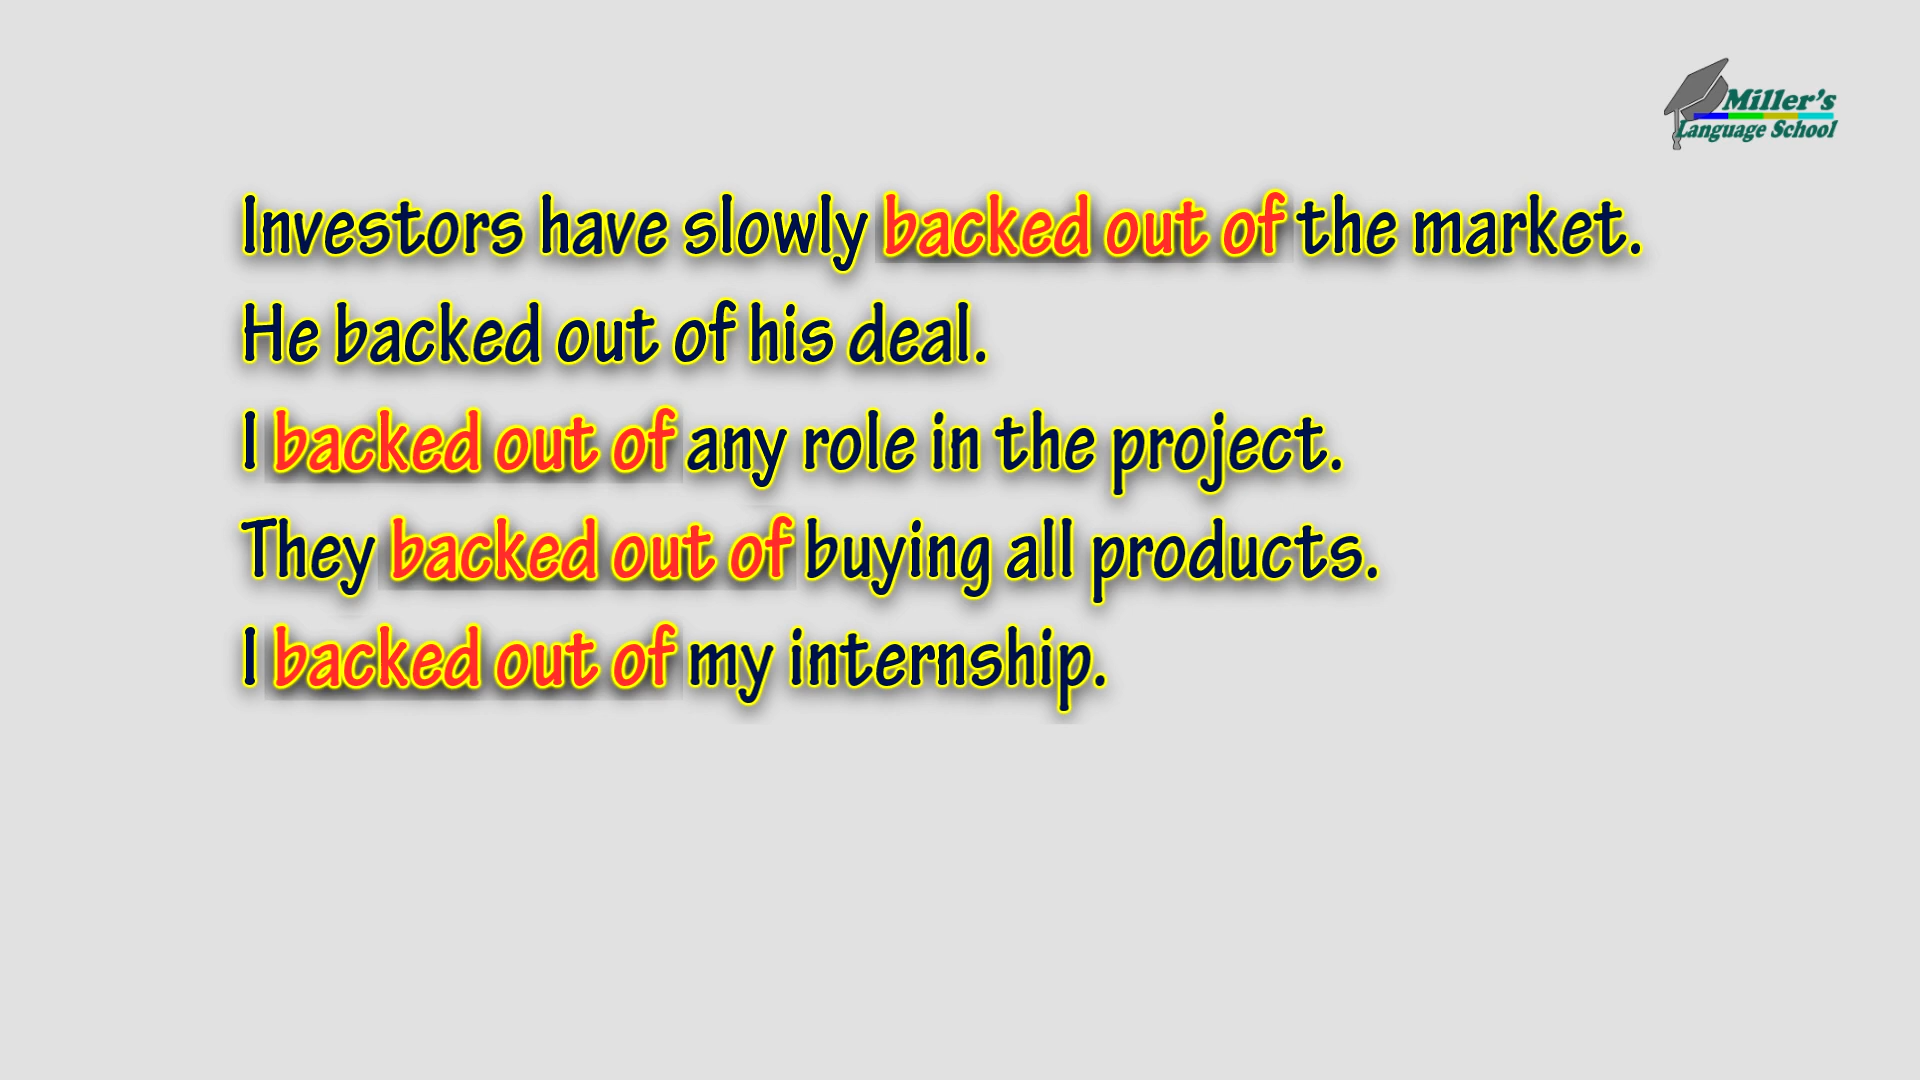 Miller's
Language School
Investors have slowly backed out of the market.
He backed out of his deal.
I backed out of any role in the project.
They backed out of buying all products.
I backed out of my internship.